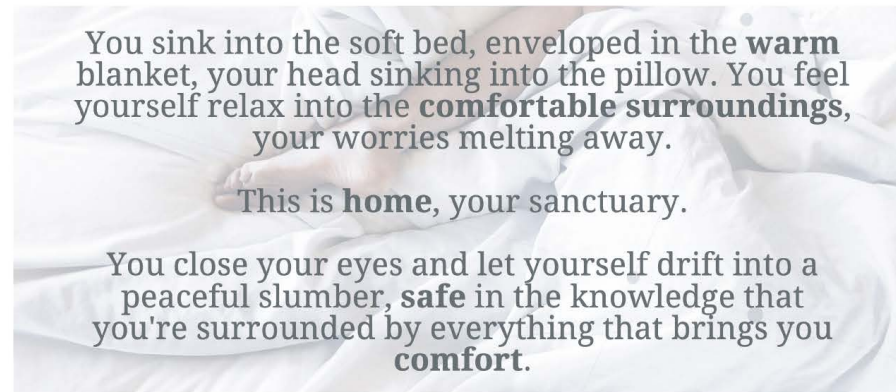 You sink into the soft bed, enveloped in the warm
blanket, your head sinking into the pillow. You feel
yourself relax into the comfortable surroundings,
your worries melting away.
This is home, your sanctuary.
You close your eyes and let yourself drift into a
peaceful slumber, safe in the knowledge that
you're surrounded by everything that brings you
comfort.